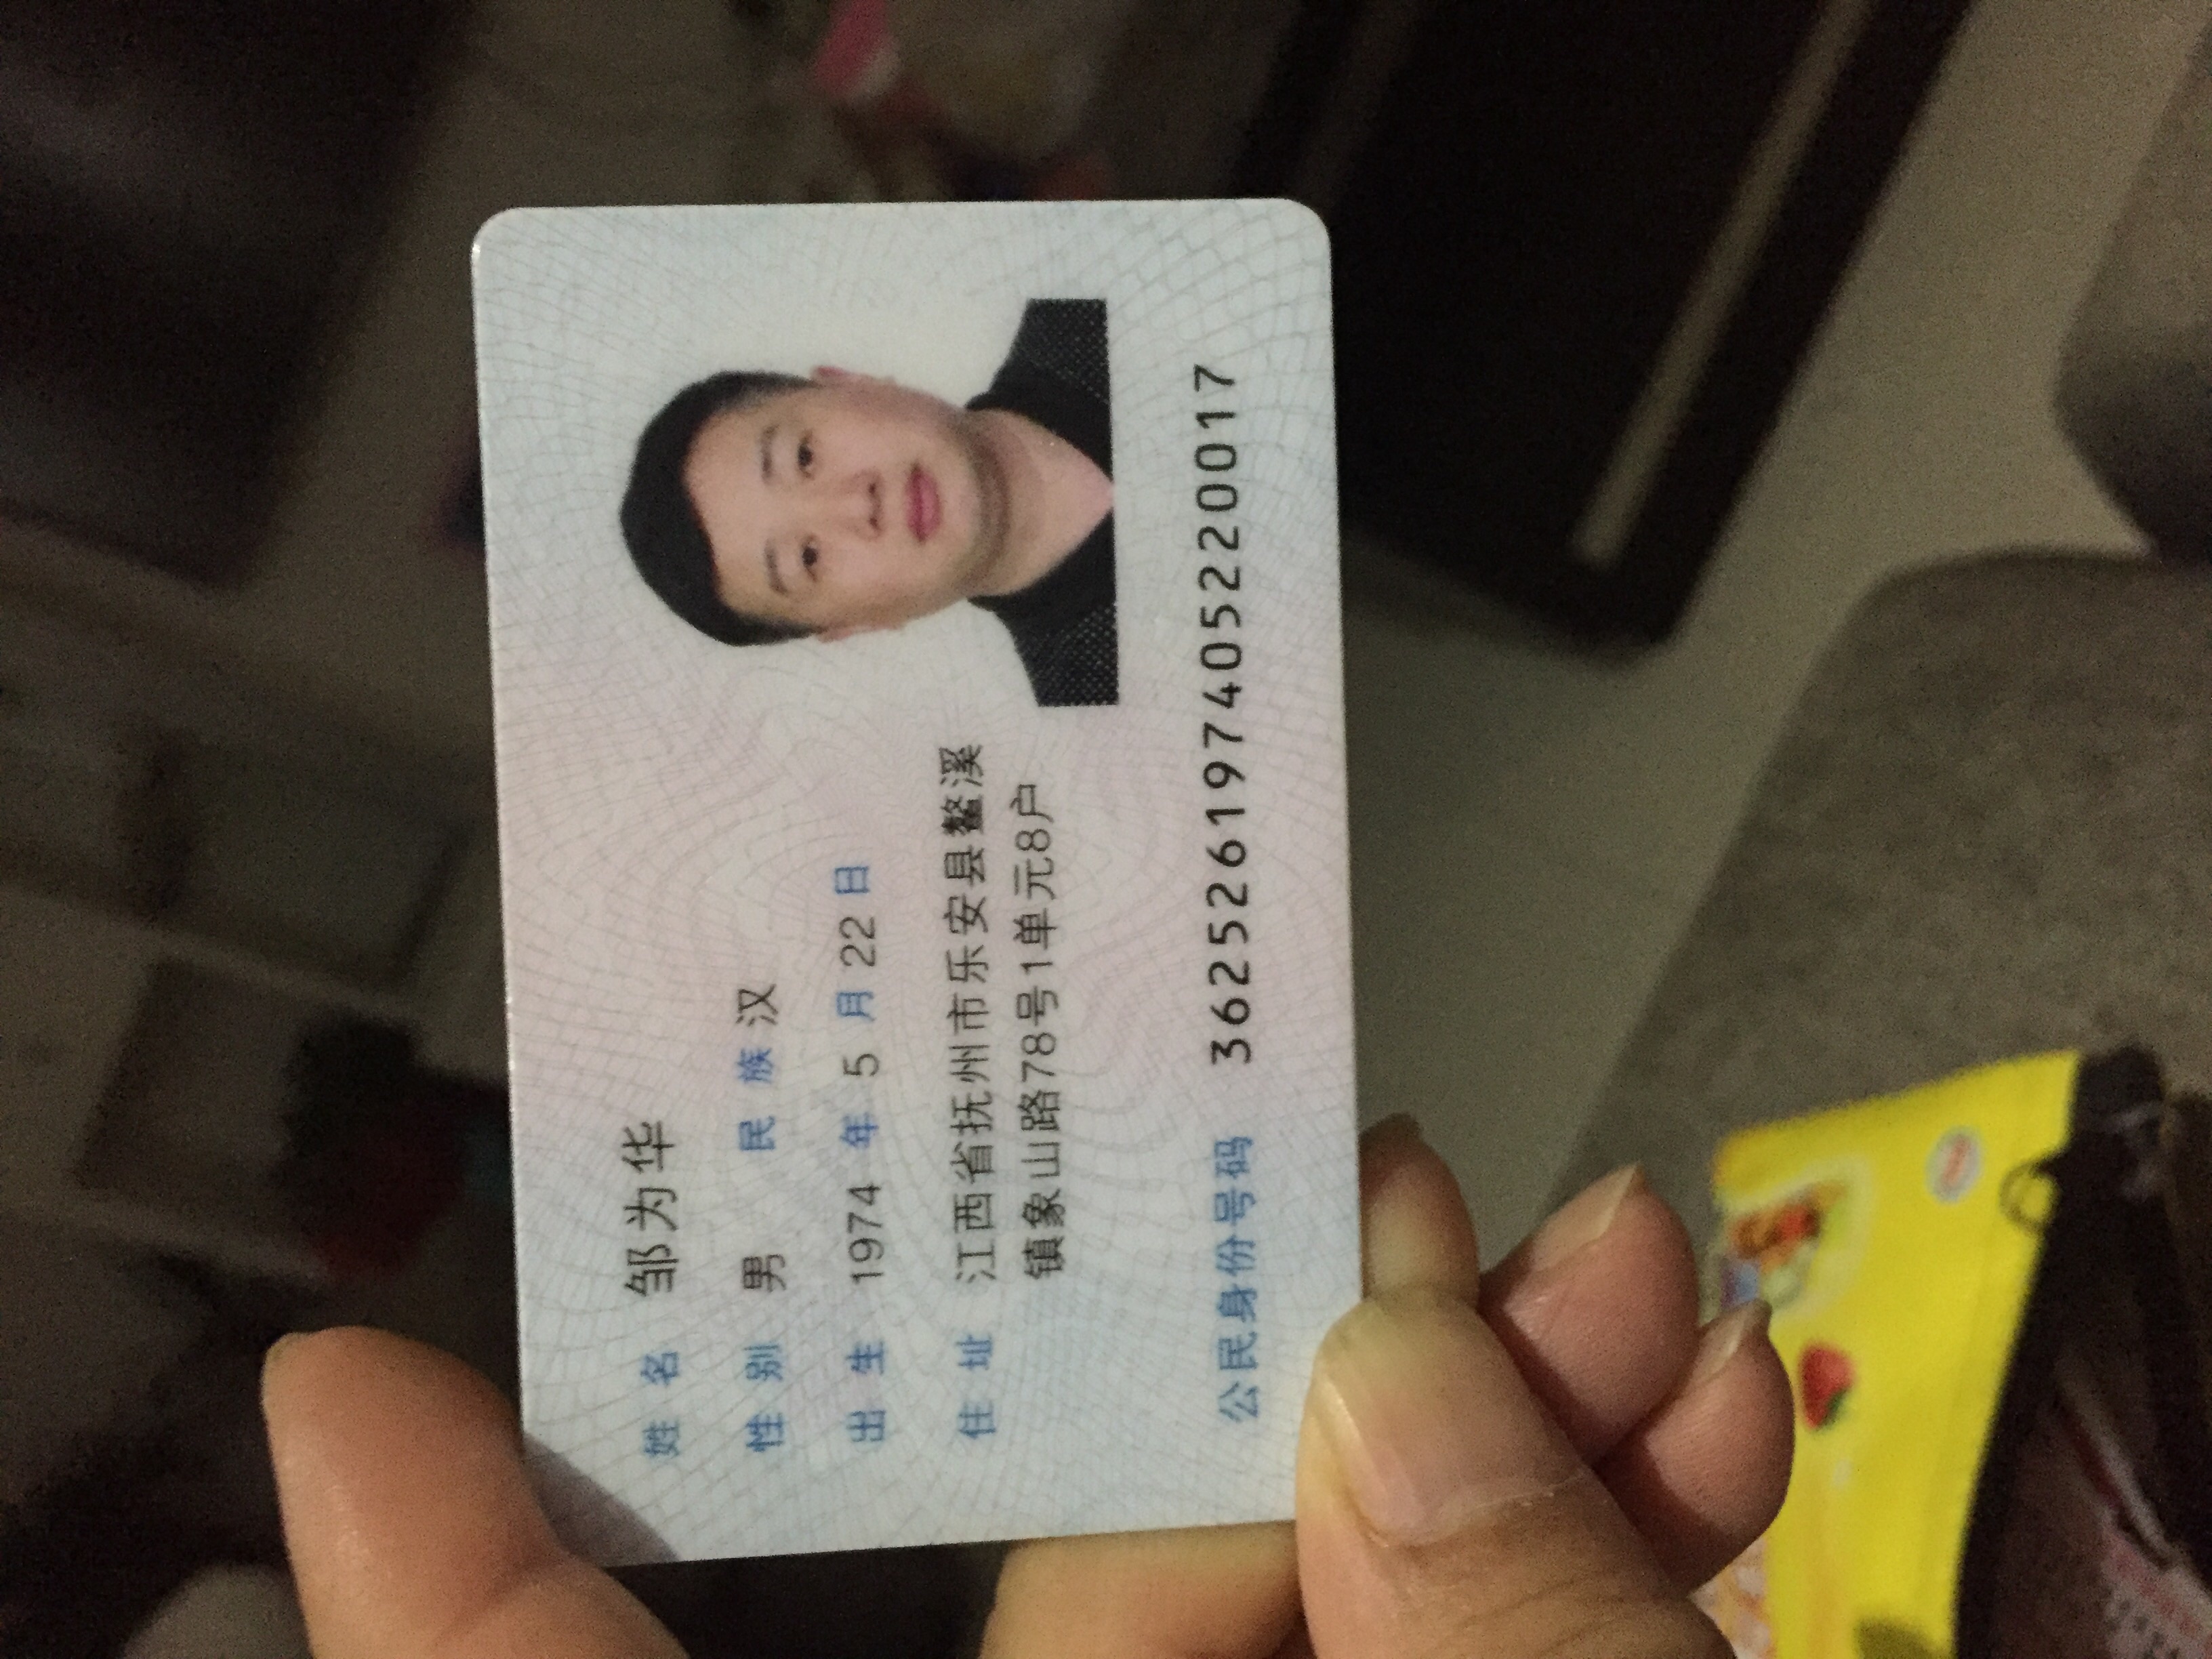 姓名 邹为华
性别 男 民族 汉
出生 1974 年 5 月 22 日
住址 江西省抚州市乐安县鳌溪
镇象山路78号1单元8户
公民身份号码 362526197405220017